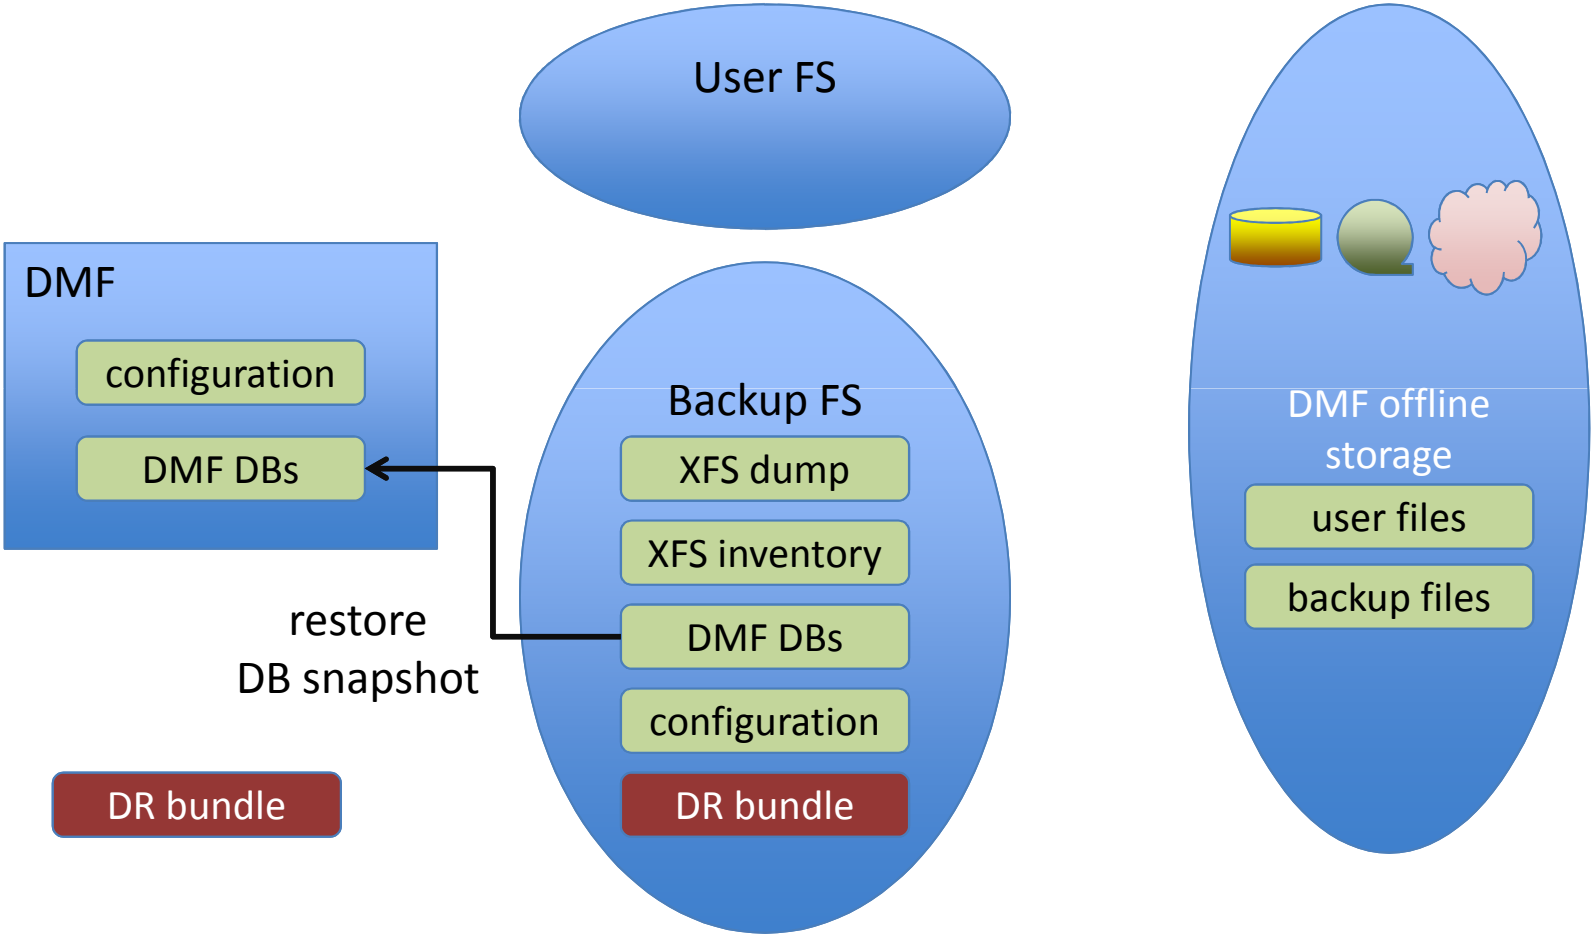 User FS
DMF
configuration
DMF DBs
restore
DB snapshot
DR bundle
Backup FS
XFS dump
XFS inventory
DMF DBs
configuration
DR bundle
DMF offline
storage
user files
backup files